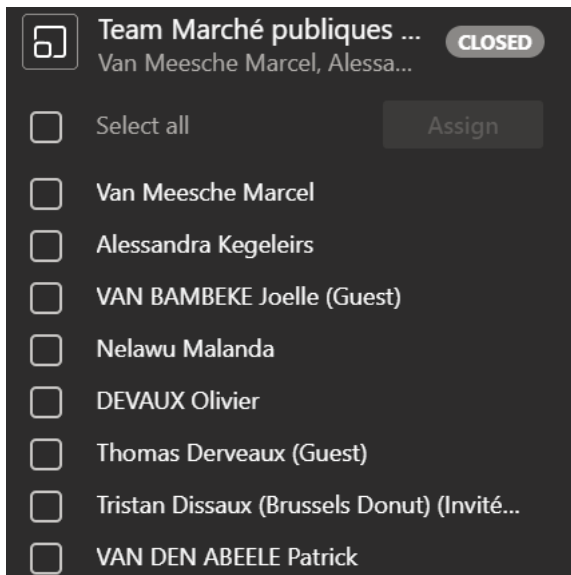 Team Marché publiques ...
CLOSED
Van Meesche Marcel, Alessa...
Select all
Assign
Van Meesche Marcel
Alessandra Kegeleirs
VAN BAMBEKE Joelle (Guest)
Nelawu Malanda
DEVAUX Olivier
Thomas Derveaux (Guest)
Tristan Dissaux (Brussels Donut) (Invité...
VAN DEN ABEELE Patrick